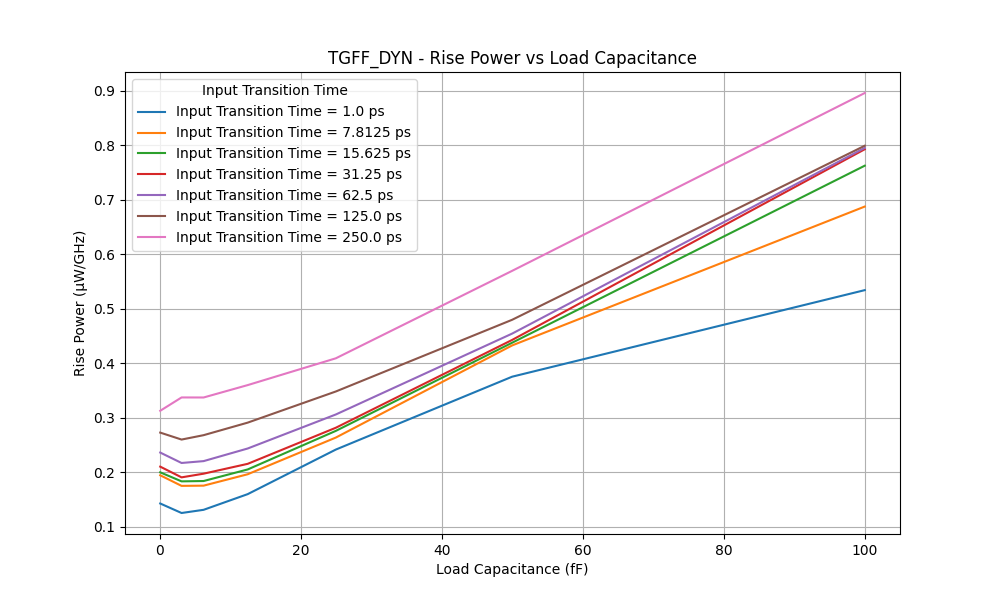 TGFF_DYN - Rise Power vs Load Capacitance
Input Transition Time
Input Transition Time = 1.0 ps
Input Transition Time = 7.8125 ps
Input Transition Time = 15.625 ps
Input Transition Time = 31.25 ps
Input Transition Time = 62.5 ps
Input Transition Time = 125.0 ps
Input Transition Time = 250.0 ps
Rise Power (μW/GHz)
0.9
0.8
0.7
0.6
0.5
0.4
0.3
0.2
0.1
0 20 40 60 80 100
Load Capacitance (fF)